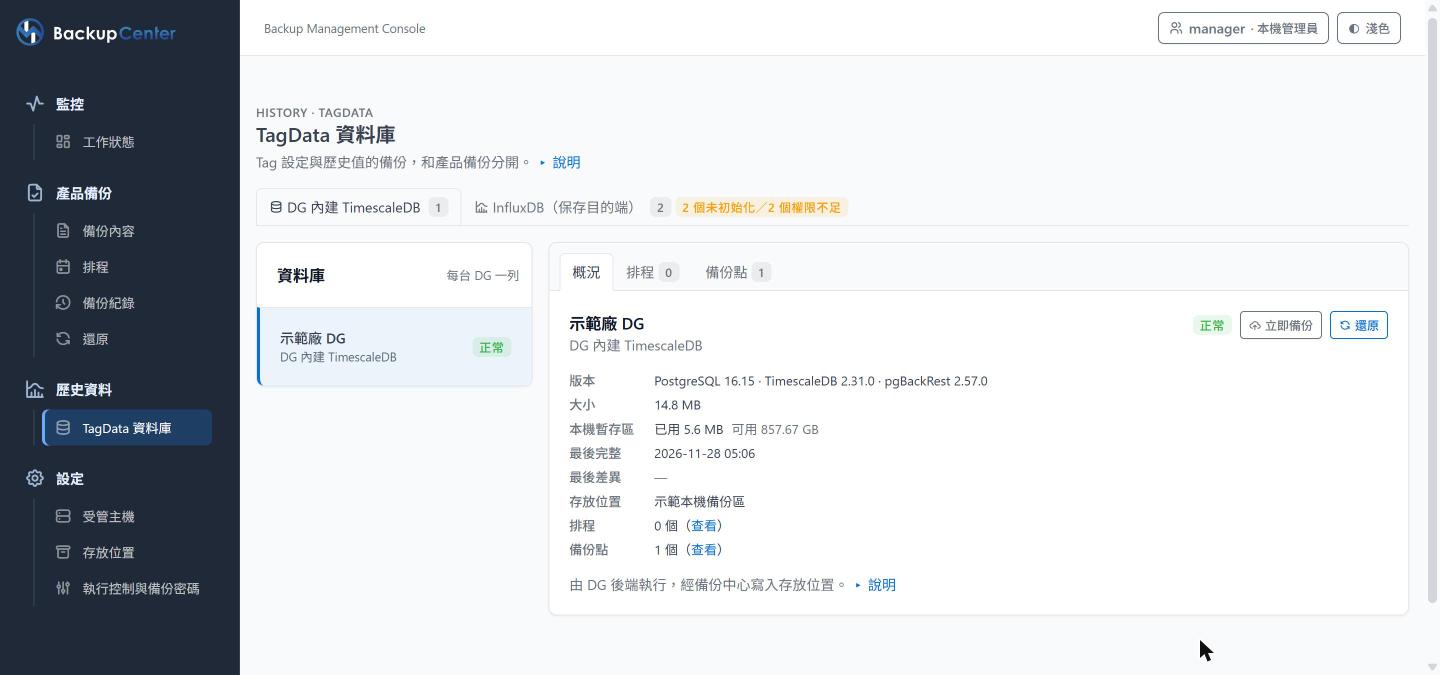 BackupCenter
Backup Management Console
manager · 本機管理員
淺色
監控
工作狀態
產品備份
備份內容
排程
備份紀錄
還原
歷史資料
TagData 資料庫
設定
受管主機
存放位置
執行控制與備份密碼
HISTORY · TAGDATA
TagData 資料庫
Tag 設定與歷史值的備份，和產品備份分開。 ‣ 說明
DG 內建 TimescaleDB 1
InfluxDB（保存目的端） 2 2 個未初始化／2 個權限不足
資料庫 每台 DG 一列
示範廠 DG
DG 內建 TimescaleDB
正常
概況 排程 0 備份點 1
示範廠 DG
DG 內建 TimescaleDB
正常 立即備份 還原
版本 PostgreSQL 16.15 · TimescaleDB 2.31.0 · pgBackRest 2.57.0
大小 14.8 MB
本機暫存區 已用 5.6 MB 可用 857.67 GB
最後完整 2026-11-28 05:06
最後差異 —
存放位置 示範本機備份區
排程 0 個（查看）
備份點 1 個（查看）
由 DG 後端執行，經備份中心寫入存放位置。 ‣ 說明